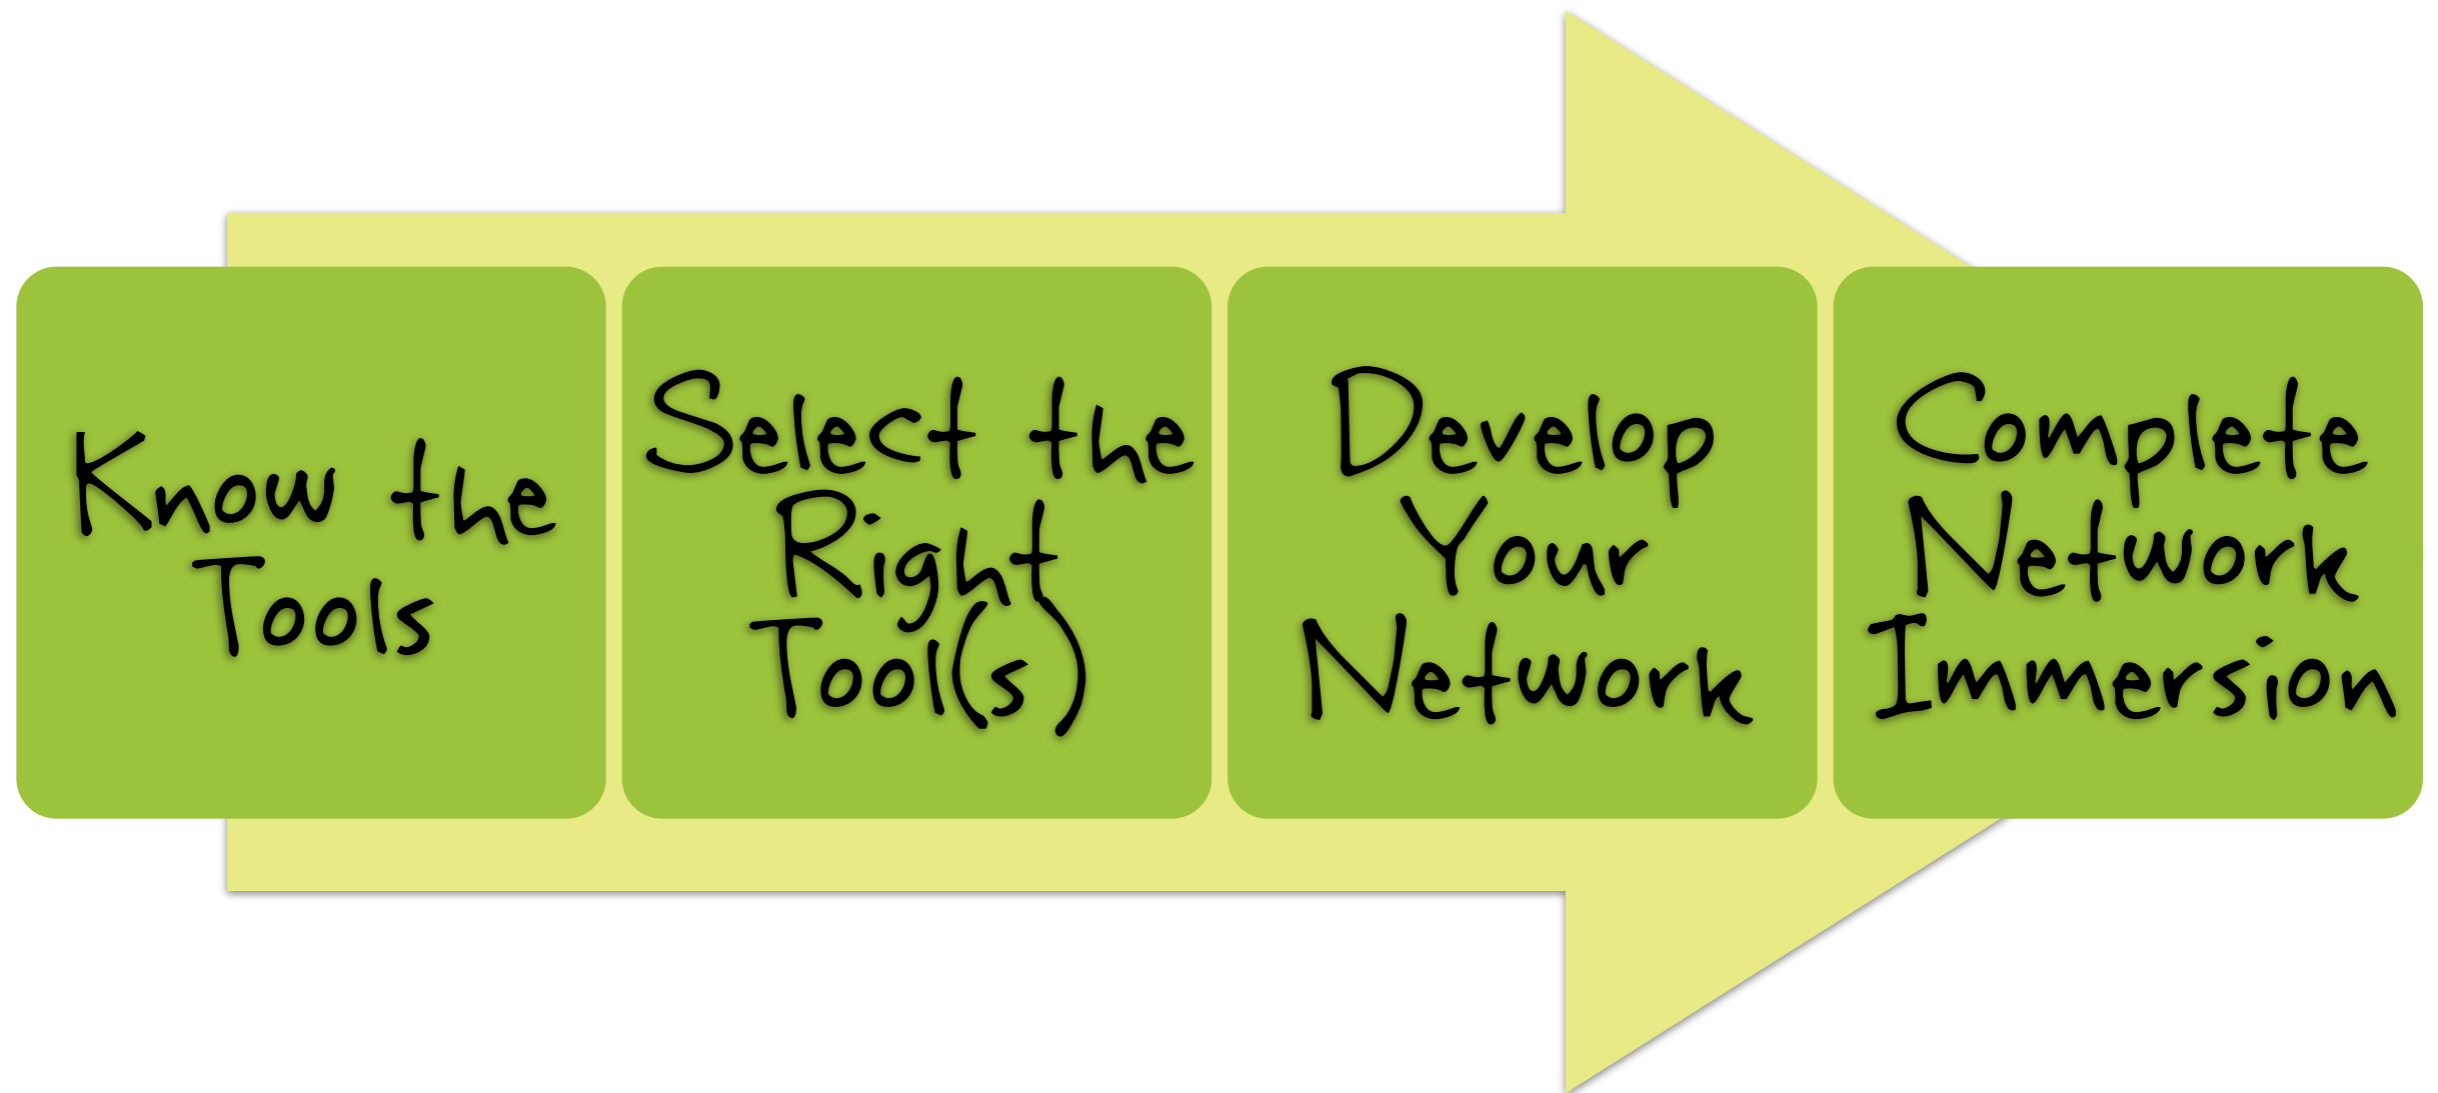 Know the
Tools
Select the
Right
Tool(s)
Develop
Your
Network
Complete
Network
Immersion